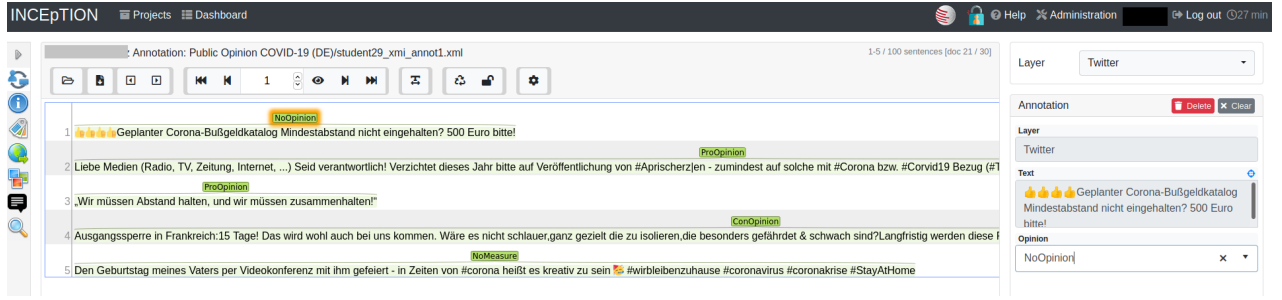 INCEpTION Projects Dashboard Help Administration Log out 27 min
: Annotation: Public Opinion COVID-19 (DE)/student29_xmi_annot1.xml 1-5 / 100 sentences [doc 21 / 30]
1
NoOpinion
1 👍👍👍👍Geplanter Corona-Bußgeldkatalog Mindestabstand nicht eingehalten? 500 Euro bitte!
ProOpinion
2 Liebe Medien (Radio, TV, Zeitung, Internet, ...) Seid verantwortlich! Verzichtet dieses Jahr bitte auf Veröffentlichung von #Aprischerz|en - zumindest auf solche mit #Corona bzw. #Corvid19 Bezug (#T
ProOpinion
3 „Wir müssen Abstand halten, und wir müssen zusammenhalten!"
ConOpinion
4 Ausgangssperre in Frankreich:15 Tage! Das wird wohl auch bei uns kommen. Wäre es nicht schlauer,ganz gezielt die zu isolieren,die besonders gefährdet & schwach sind?Langfristig werden diese
NoMeasure
5 Den Geburtstag meines Vaters per Videokonferenz mit ihm gefeiert - in Zeiten von #corona heißt es kreativ zu sein 🥳 #wirbleibenzuhause #coronavirus #coronakrise #StayAtHome
Layer Twitter
Annotation Delete Clear
Layer
Twitter
Text
👍👍👍👍Geplanter Corona-Bußgeldkatalog
Mindestabstand nicht eingehalten? 500 Euro
bitte!
Opinion
NoOpinion